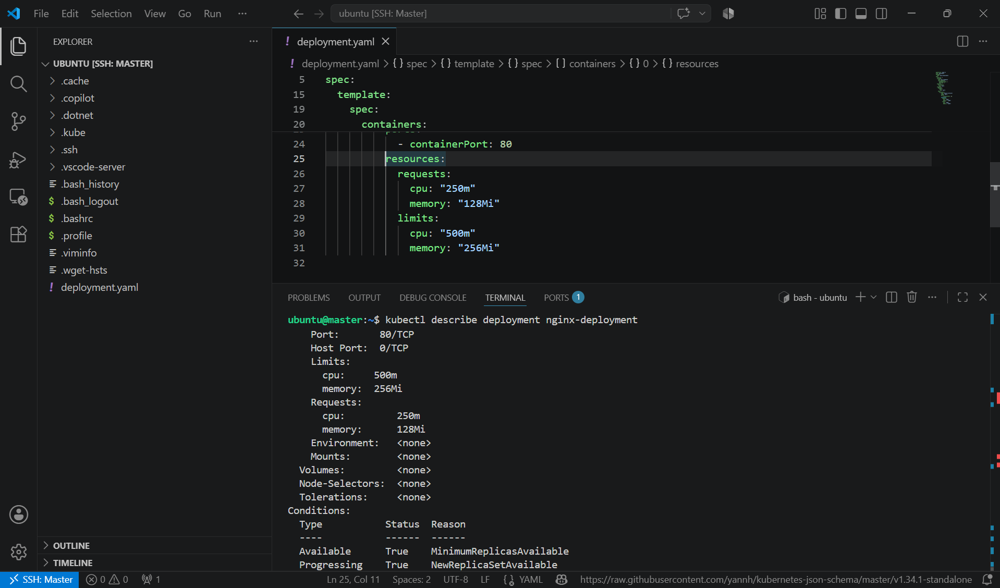 File Edit Selection View Go Run ···
ubuntu [SSH: Master]
EXPLORER
UBUNTU [SSH: MASTER]
.cache
.copilot
.dotnet
.kube
.ssh
.vscode-server
.bash_history
$ .bash_logout
$ .bashrc
$ .profile
.viminfo
.wget-hsts
! deployment.yaml
OUTLINE
TIMELINE
! deployment.yaml
! deployment.yaml > {} spec > {} template > {} spec > [] containers > {} 0 > {} resources
5 spec:
15 template:
19 spec:
20 containers:
24 - containerPort: 80
25 resources:
26 requests:
27 cpu: "250m"
28 memory: "128Mi"
29 limits:
30 cpu: "500m"
31 memory: "256Mi"
32
PROBLEMS OUTPUT DEBUG CONSOLE TERMINAL PORTS 1
bash - ubuntu
ubuntu@master:~$ kubectl describe deployment nginx-deployment
Port: 80/TCP
Host Port: 0/TCP
Limits:
cpu: 500m
memory: 256Mi
Requests:
cpu: 250m
memory: 128Mi
Environment: <none>
Mounts: <none>
Volumes: <none>
Node-Selectors: <none>
Tolerations: <none>
Conditions:
Type Status Reason
---- ------ ------
Available True MinimumReplicasAvailable
Progressing True NewReplicaSetAvailable
SSH: Master 0 0 1 Ln 25, Col 11 Spaces: 2 UTF-8 LF {} YAML https://raw.githubusercontent.com/yannh/kubernetes-json-schema/master/v1.34.1-standalone